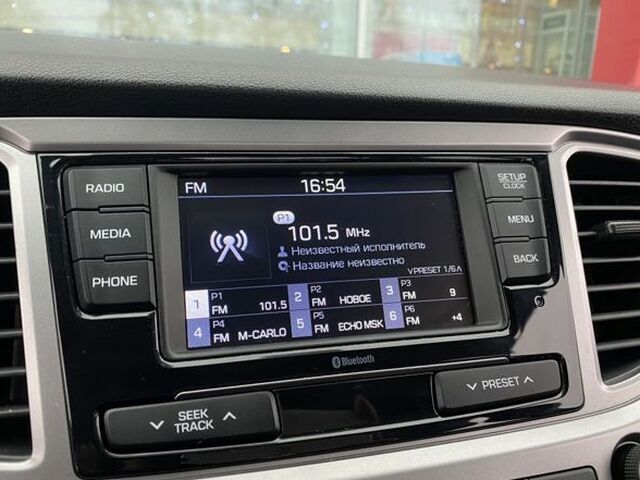 RADIO
MEDIA
PHONE
FM 16:54
P1
101.5 MHz
Неизвестный исполнитель
Название неизвестно
PRESET 1/6
1 P1 FM 101.5
2 P2 FM НОВОЕ
3 P3 FM 9
4 P4 FM M-CARLO
5 P5 FM ECHO MSK
6 P6 FM +4
SETUP
CLOCK
MENU
BACK
Bluetooth
SEEK
TRACK
PRESET